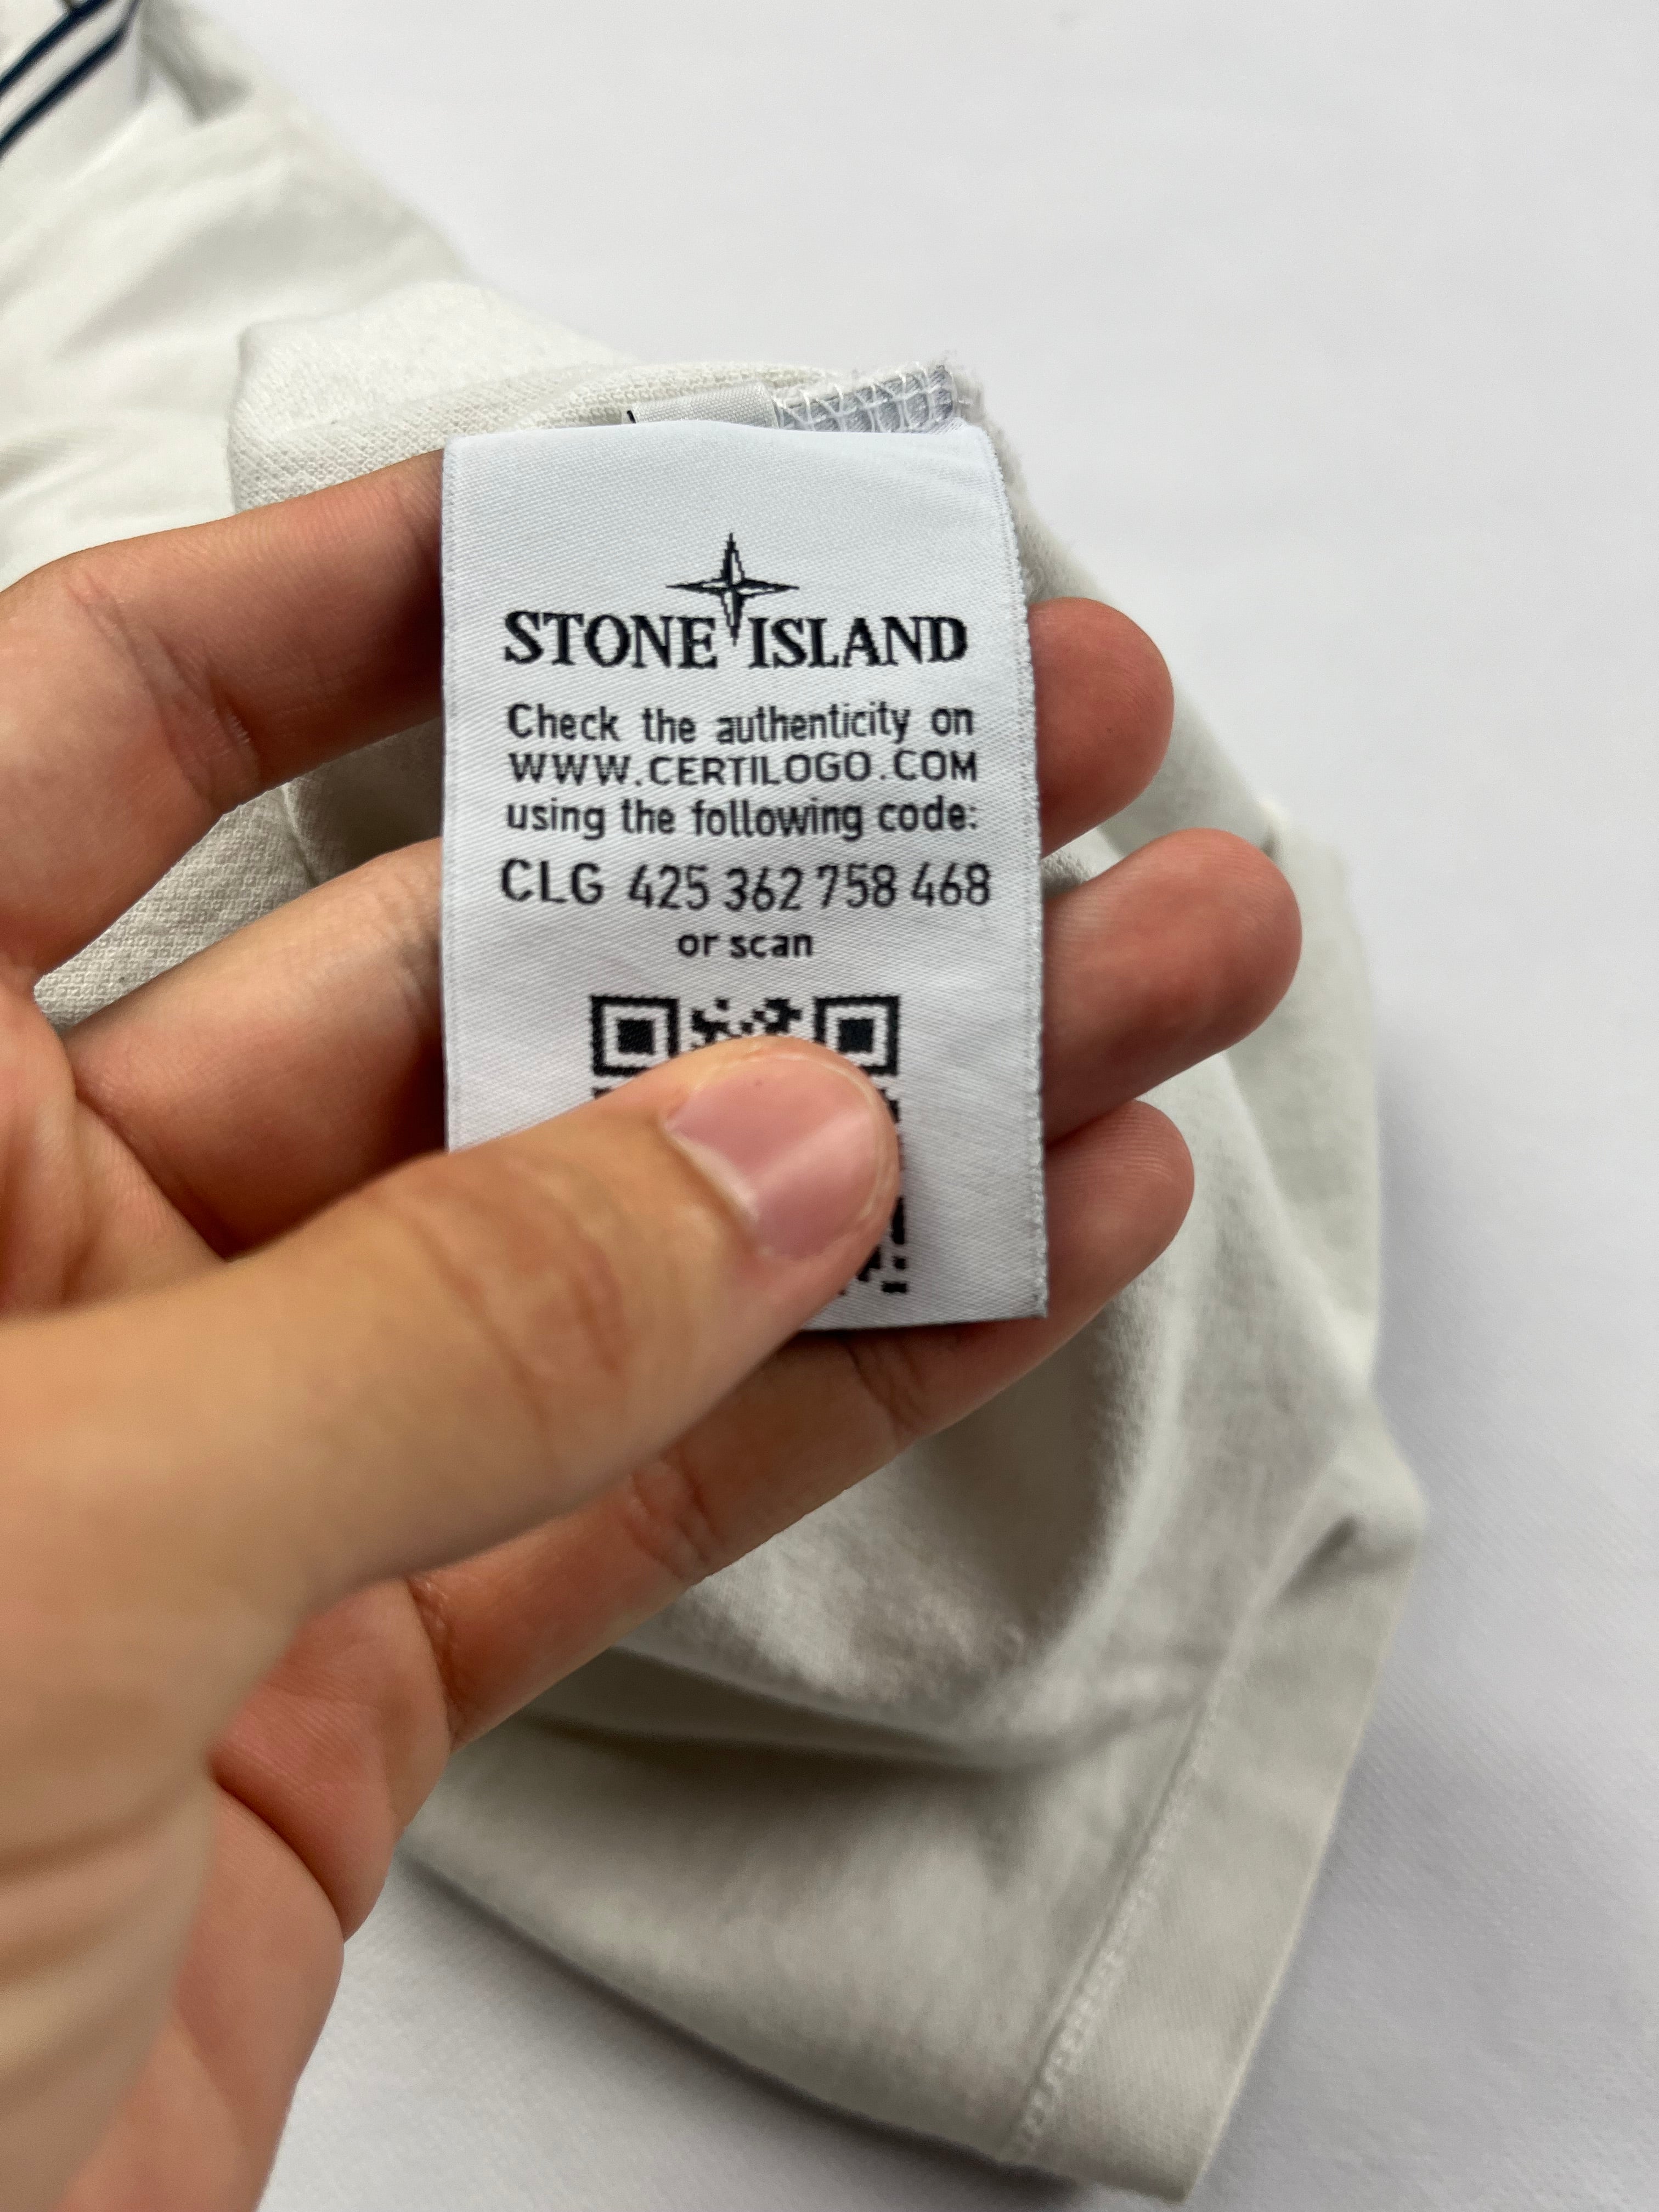 STONE ISLAND
Check the authenticity on
WWW.CERTILOGO.COM
using the following code:
CLG 425 362 758 468
or scan